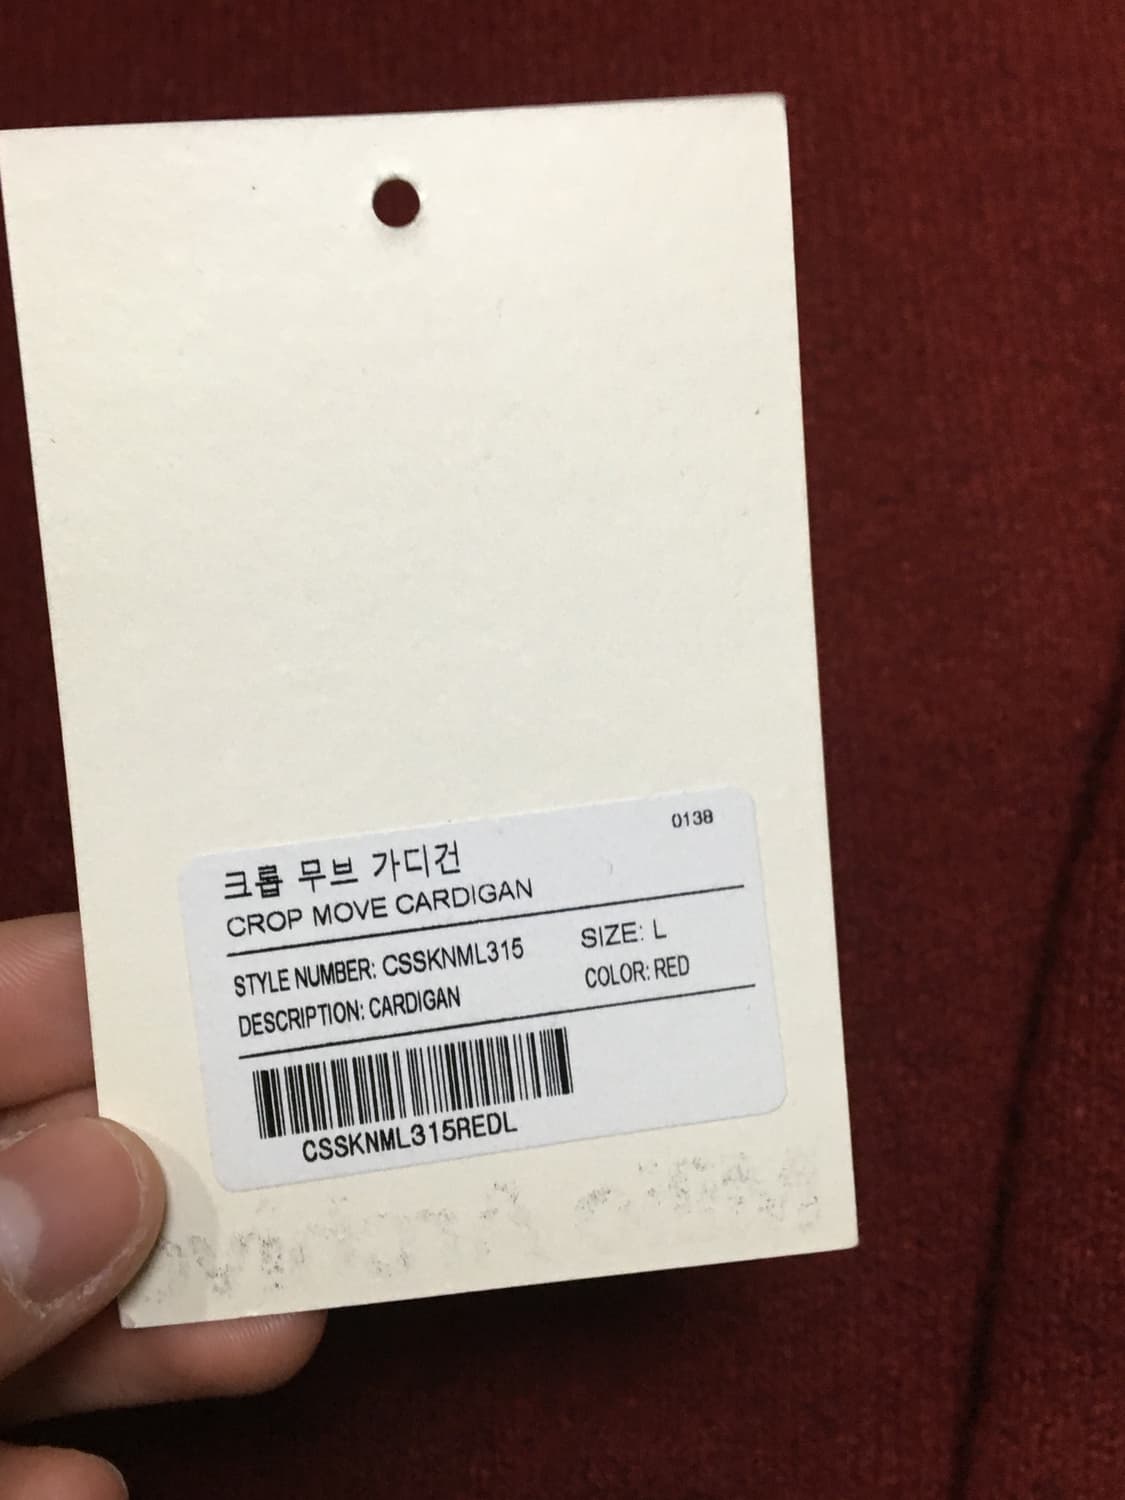 0138
크롭 무브 가디건
CROP MOVE CARDIGAN
STYLE NUMBER: CSSKNML315 SIZE: L
DESCRIPTION: CARDIGAN COLOR: RED
CSSKNML315REDL